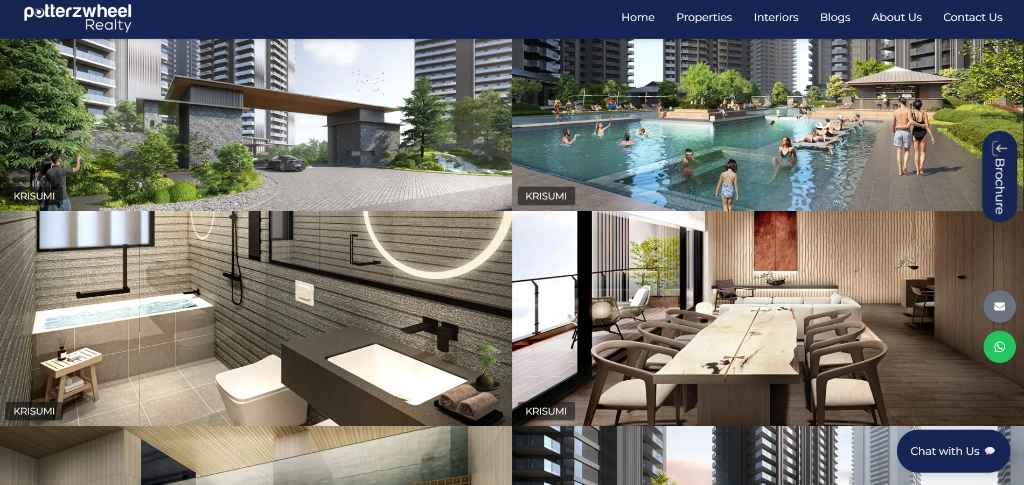 potterzwheel
Realty
Home Properties Interiors Blogs About Us Contact Us
KRISUMI
KRISUMI
Brochure
KRISUMI
KRISUMI
Chat with Us